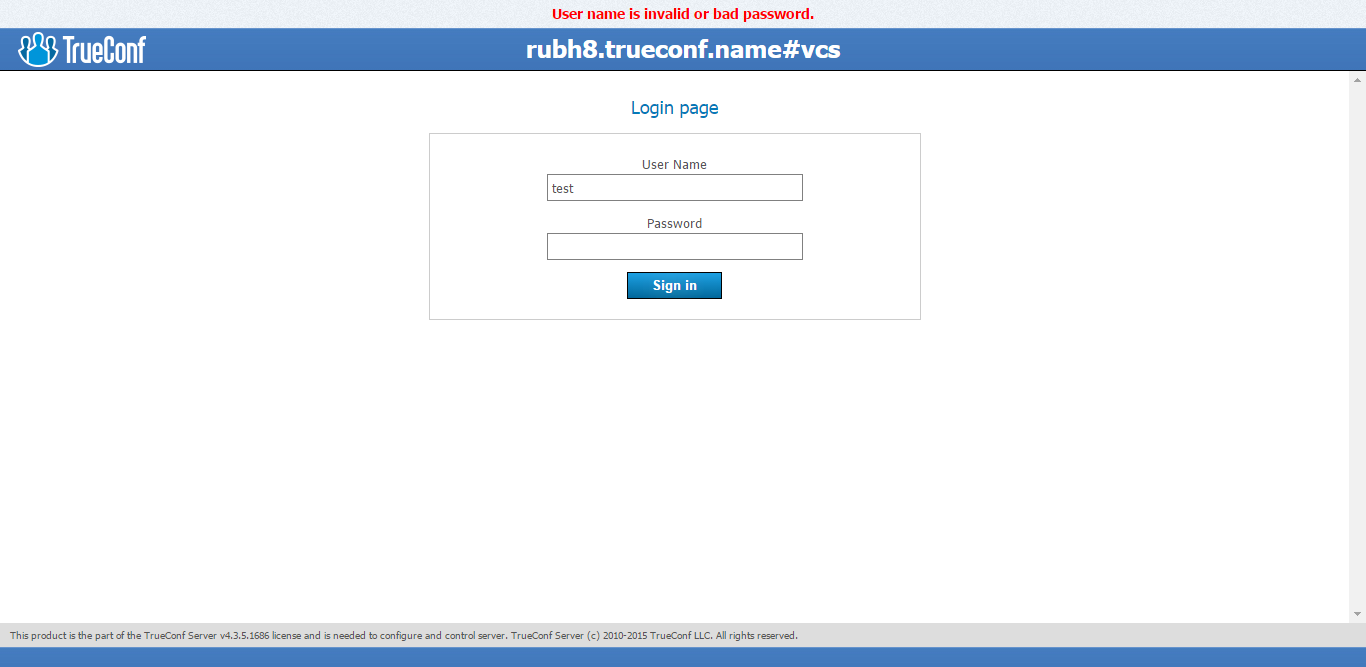 User name is invalid or bad password.
TrueConf
rubh8.trueconf.name#vcs
Login page
User Name
test
Password
Sign in
This product is the part of the TrueConf Server v4.3.5.1686 license and is needed to configure and control server. TrueConf Server (c) 2010-2015 TrueConf LLC. All rights reserved.